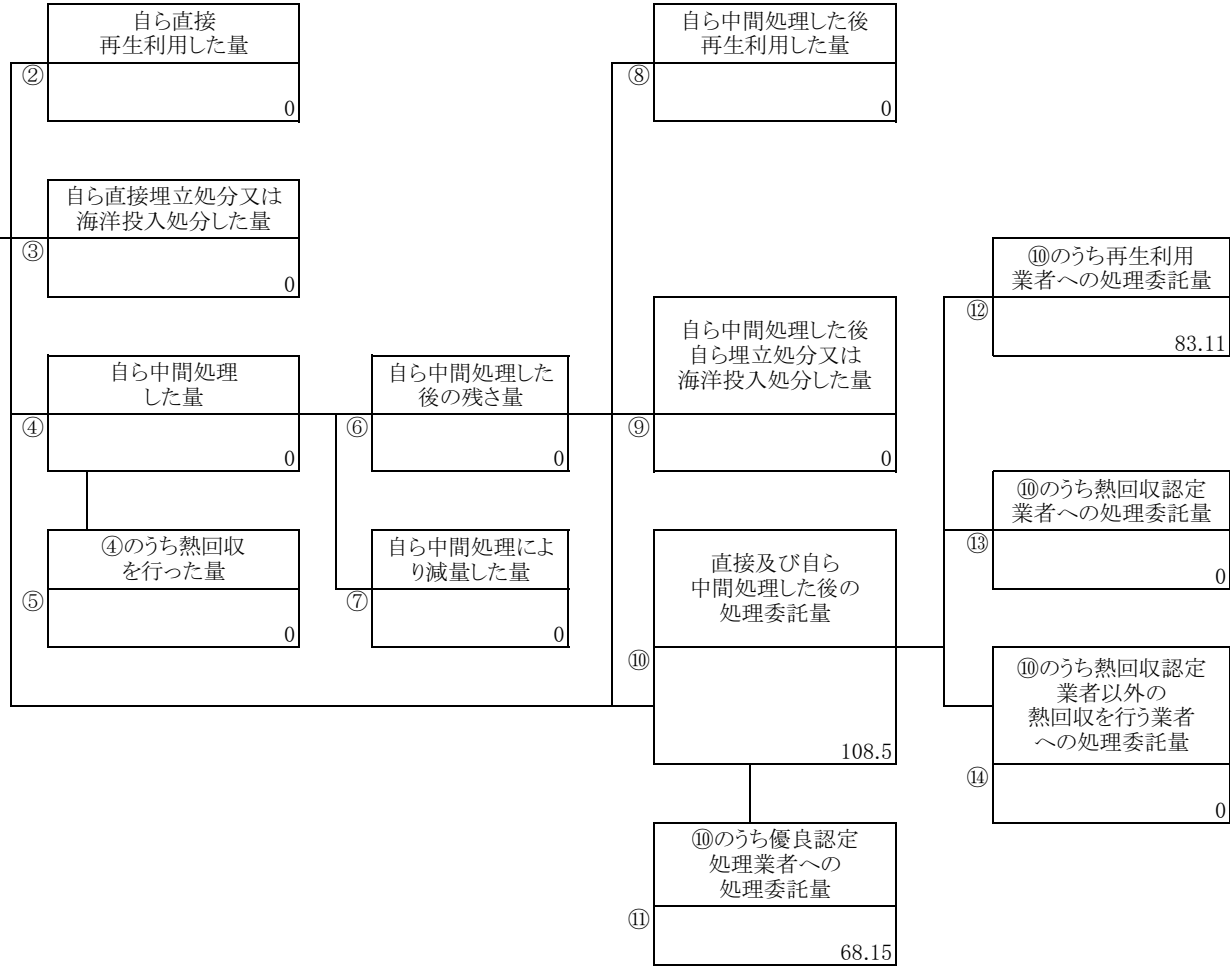 自ら直接
再生利用した量
②
0
自ら直接埋立処分又は
海洋投入処分した量
③
0
自ら中間処理
した量
④
0
④のうち熱回収
を行った量
⑤
0
自ら中間処理した
後の残さ量
⑥
0
自ら中間処理によ
り減量した量
⑦
0
自ら中間処理した後
再生利用した量
⑧
0
自ら中間処理した後
自ら埋立処分又は
海洋投入処分した量
⑨
0
直接及び自ら
中間処理した後の
処理委託量
⑩
108.5
⑩のうち優良認定
処理業者への
処理委託量
⑪
68.15
⑩のうち再生利用
業者への処理委託量
⑫
83.11
⑩のうち熱回収認定
業者への処理委託量
⑬
0
⑩のうち熱回収認定
業者以外の
熱回収を行う業者
への処理委託量
⑭
0